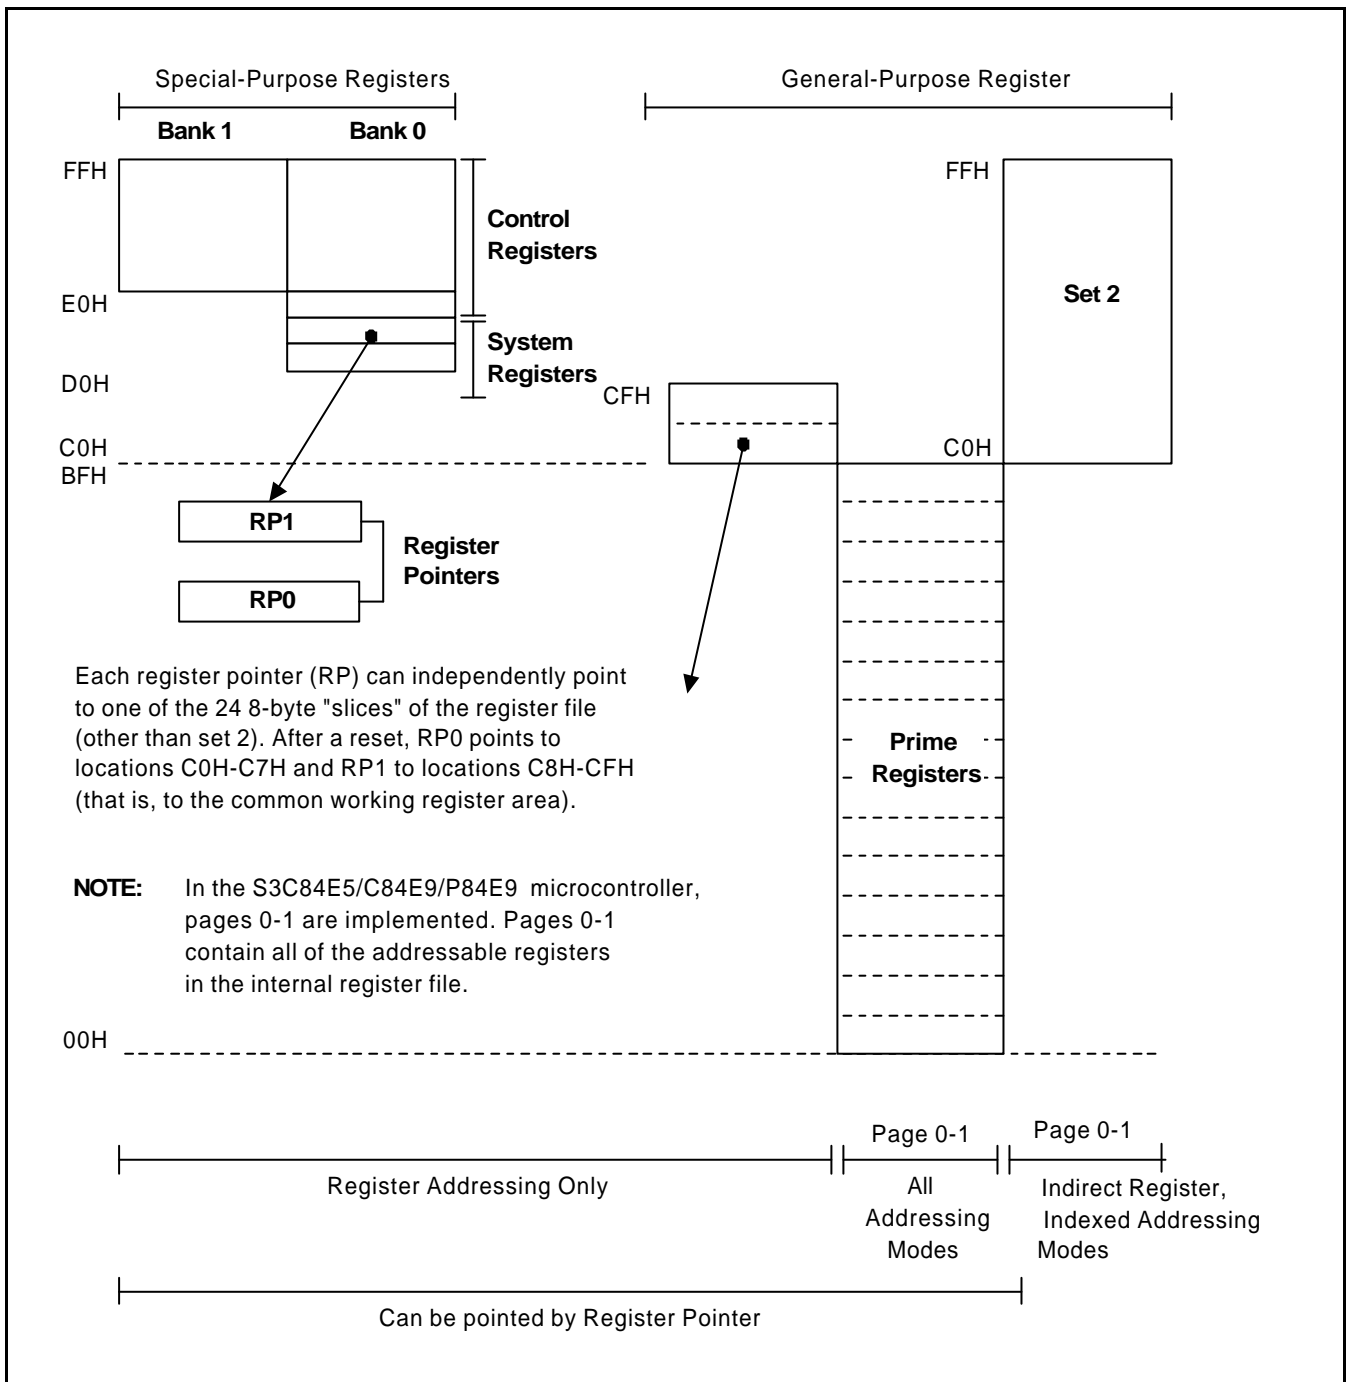 Special-Purpose Registers
General-Purpose Register
Bank 1
Bank 0
FFH
FFH
Control
Registers
E0H
Set 2
System
Registers
D0H
CFH
C0H
C0H
BFH
RP1
Register
Pointers
RP0
Each register pointer (RP) can independently point
to one of the 24 8-byte "slices" of the register file
(other than set 2). After a reset, RP0 points to
locations C0H-C7H and RP1 to locations C8H-CFH
(that is, to the common working register area).
Prime
Registers
NOTE: In the S3C84E5/C84E9/P84E9 microcontroller,
pages 0-1 are implemented. Pages 0-1
contain all of the addressable registers
in the internal register file.
00H
Page 0-1
Page 0-1
Register Addressing Only
All
Addressing
Modes
Indirect Register,
Indexed Addressing
Modes
Can be pointed by Register Pointer